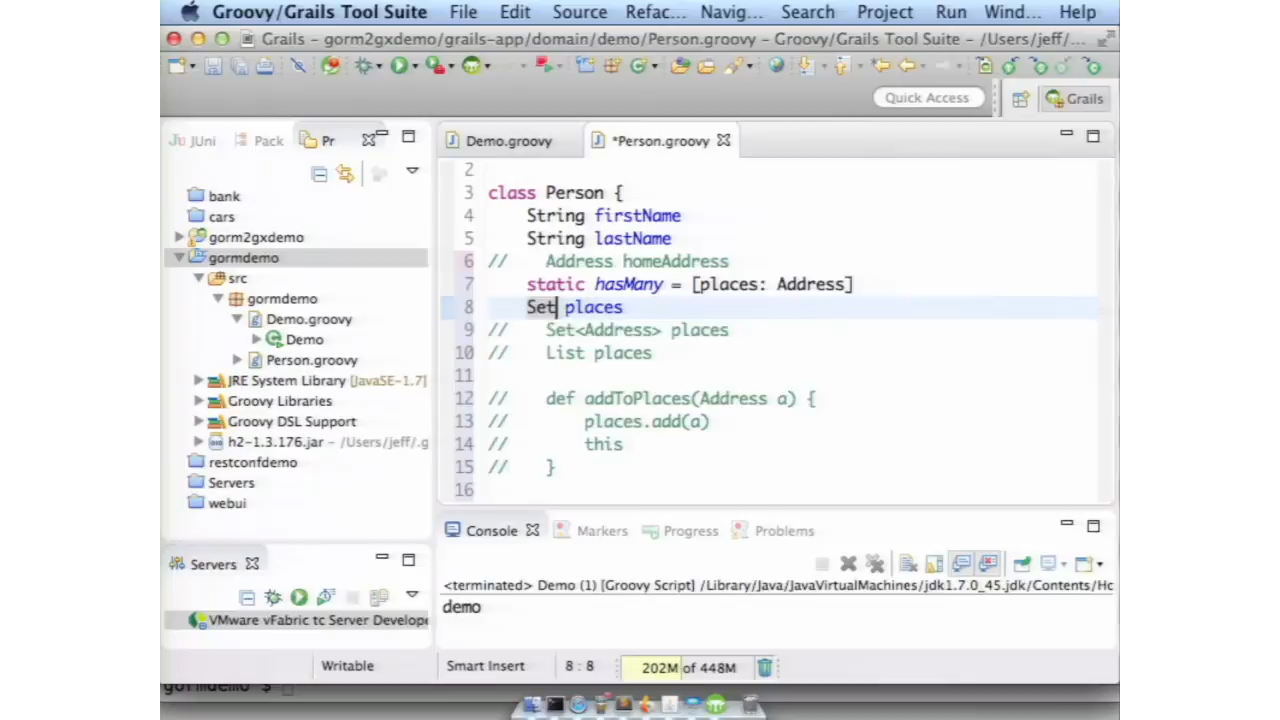 Groovy/Grails Tool Suite File Edit Source Refac... Navig... Search Project Run Wind... Help
Grails - gorm2gxdemo/grails-app/domain/demo/Person.groovy - Groovy/Grails Tool Suite - /Users/jeff/...
Quick Access
Grails
JUni Pack Pr
Demo.groovy *Person.groovy
bank
cars
gorm2gxdemo
gormdemo
src
gormdemo
Demo.groovy
Demo
Person.groovy
JRE System Library [JavaSE-1.7]
Groovy Libraries
Groovy DSL Support
h2-1.3.176.jar - /Users/jeff/.g
restconfdemo
Servers
webui
2
3 class Person {
4 String firstName
5 String lastName
6 // Address homeAddress
7 static hasMany = [places: Address]
8 Set places
9 // Set<Address> places
10 // List places
11
12 // def addToPlaces(Address a) {
13 // places.add(a)
14 // this
15 // }
16
Console Markers Progress Problems
<terminated> Demo (1) [Groovy Script] /Library/Java/JavaVirtualMachines/jdk1.7.0_45.jdk/Contents/Hc
demo
Servers
VMware vFabric tc Server Develope
Writable Smart Insert 8 : 8 202M of 448M
gormdemo $